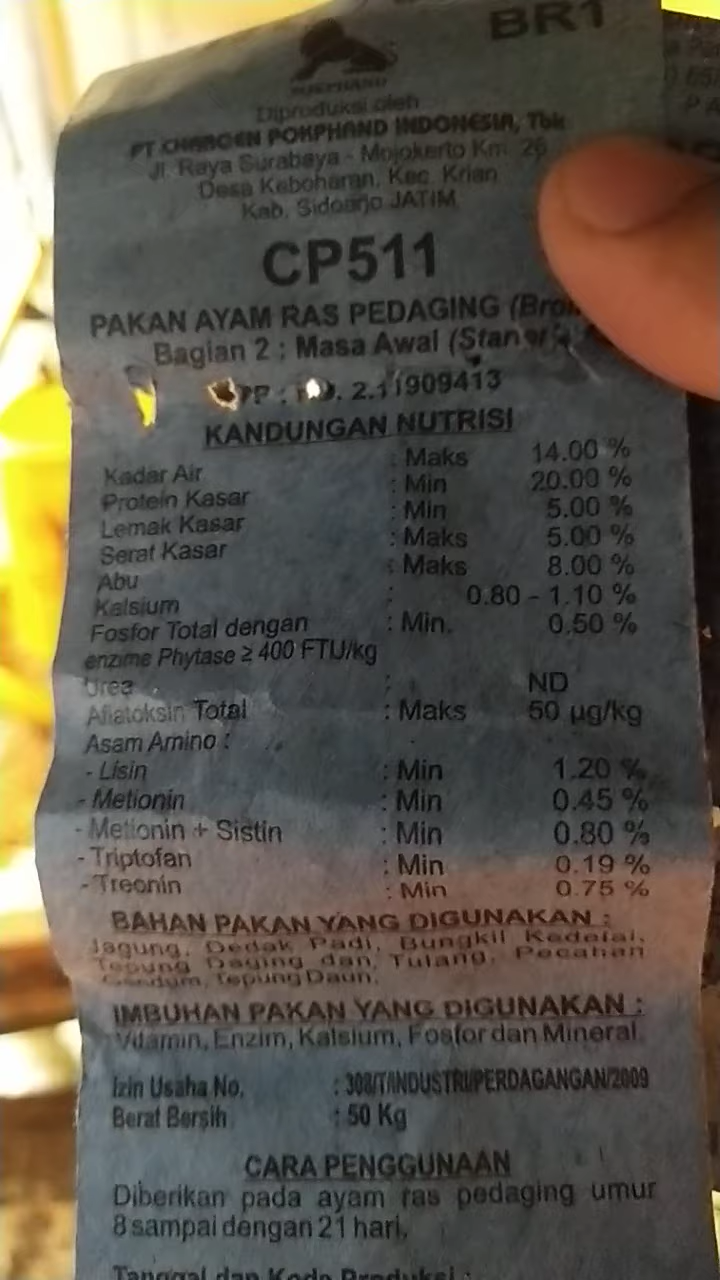 BR1
Diproduksi oleh
PT CHAROEN POKPHAND INDONESIA, Tbk
Jl. Raya Surabaya - Mojokerto Km. 26
Desa Keboharan, Kec. Krian
Kab. Sidoarjo JATIM
CP511
PAKAN AYAM RAS PEDAGING
Bagian 2 : Masa Awal
2.11909413
KANDUNGAN NUTRISI
Kadar Air : Maks 14.00 %
Protein Kasar : Min 20.00 %
Lemak Kasar : Min 5.00 %
Serat Kasar : Maks 5.00 %
Abu : Maks 8.00 %
Kalsium : 0.80 - 1.10 %
Fosfor Total dengan : Min. 0.50 %
enzime Phytase ≥ 400 FTU/kg
Urea : ND
Aflatoksin Total : Maks 50 µg/kg
Asam Amino :
- Lisin : Min 1.20 %
- Metionin : Min 0.45 %
- Metionin + Sistin : Min 0.80 %
- Triptofan : Min 0.19 %
- Treonin : Min 0.75 %
BAHAN PAKAN YANG DIGUNAKAN :
Jagung, Dedak Padi, Bungkil Kedelai,
Tepung Daging dan Tulang, Pecahan
Gandum, Tepung Daun.
IMBUHAN PAKAN YANG DIGUNAKAN :
Vitamin, Enzim, Kalsium, Fosfor dan Mineral.
Izin Usaha No. : 308/T/INDUSTRI/PERDAGANGAN/2009
Berat Bersih : 50 Kg
CARA PENGGUNAAN
Diberikan pada ayam ras pedaging umur
8 sampai dengan 21 hari.
Tanggal dan Kode Produksi :